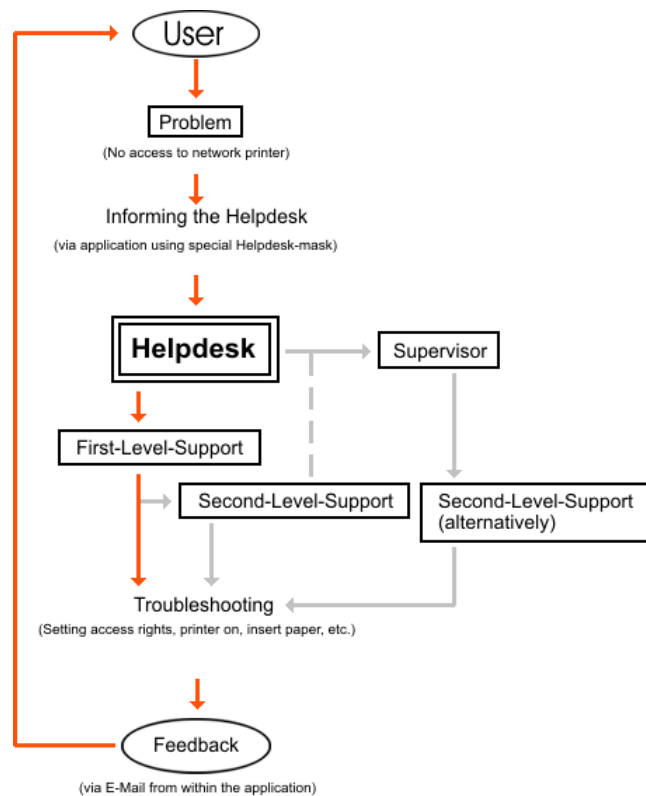 User
Problem
(No access to network printer)
Informing the Helpdesk
(via application using special Helpdesk-mask)
Helpdesk
Supervisor
First-Level-Support
Second-Level-Support
Second-Level-Support
(alternatively)
Troubleshooting
(Setting access rights, printer on, insert paper, etc.)
Feedback
(via E-Mail from within the application)